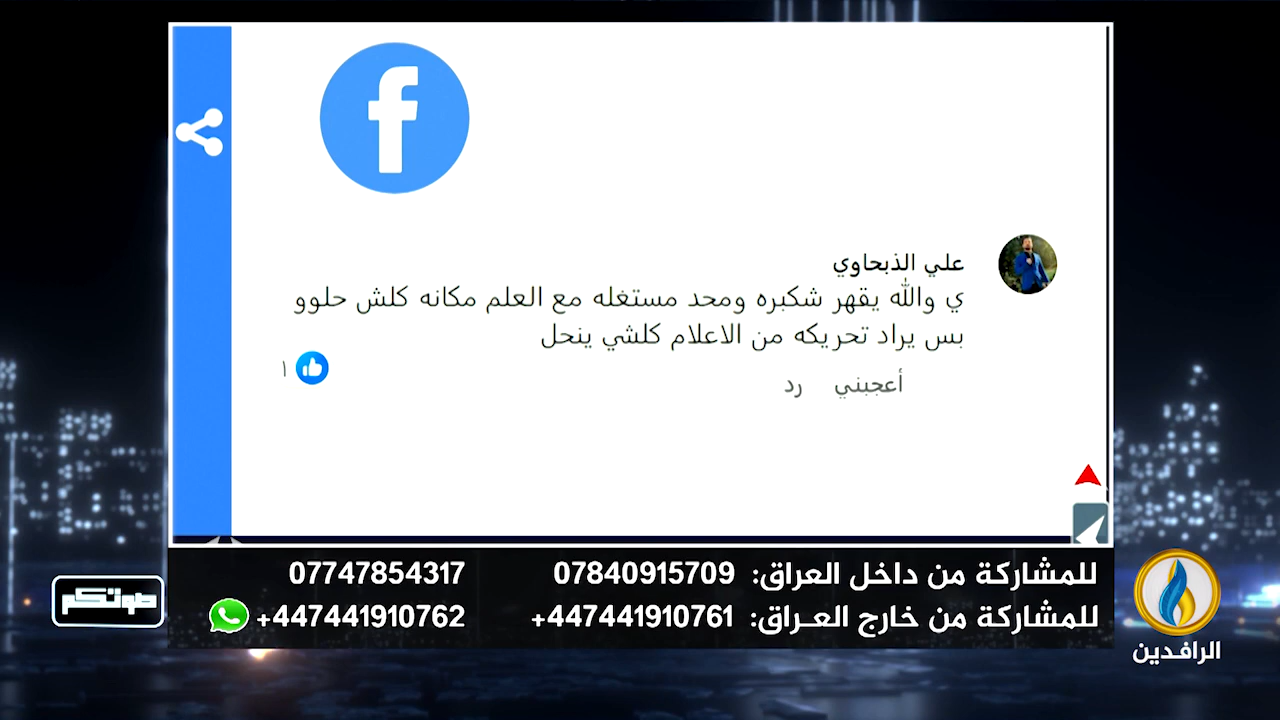 علي الذبحاوي
ي والله يقهر شكبره ومحد مستغله مع العلم مكانه كلش حلوو
بس يراد تحريكه من الاعلام كلشي ينحل
١
أعجبني رد
للمشاركة من داخل العراق: 07840915709 07747854317
للمشاركة من خارج العـراق: +447441910761 +447441910762
صوتكم
الرافدين